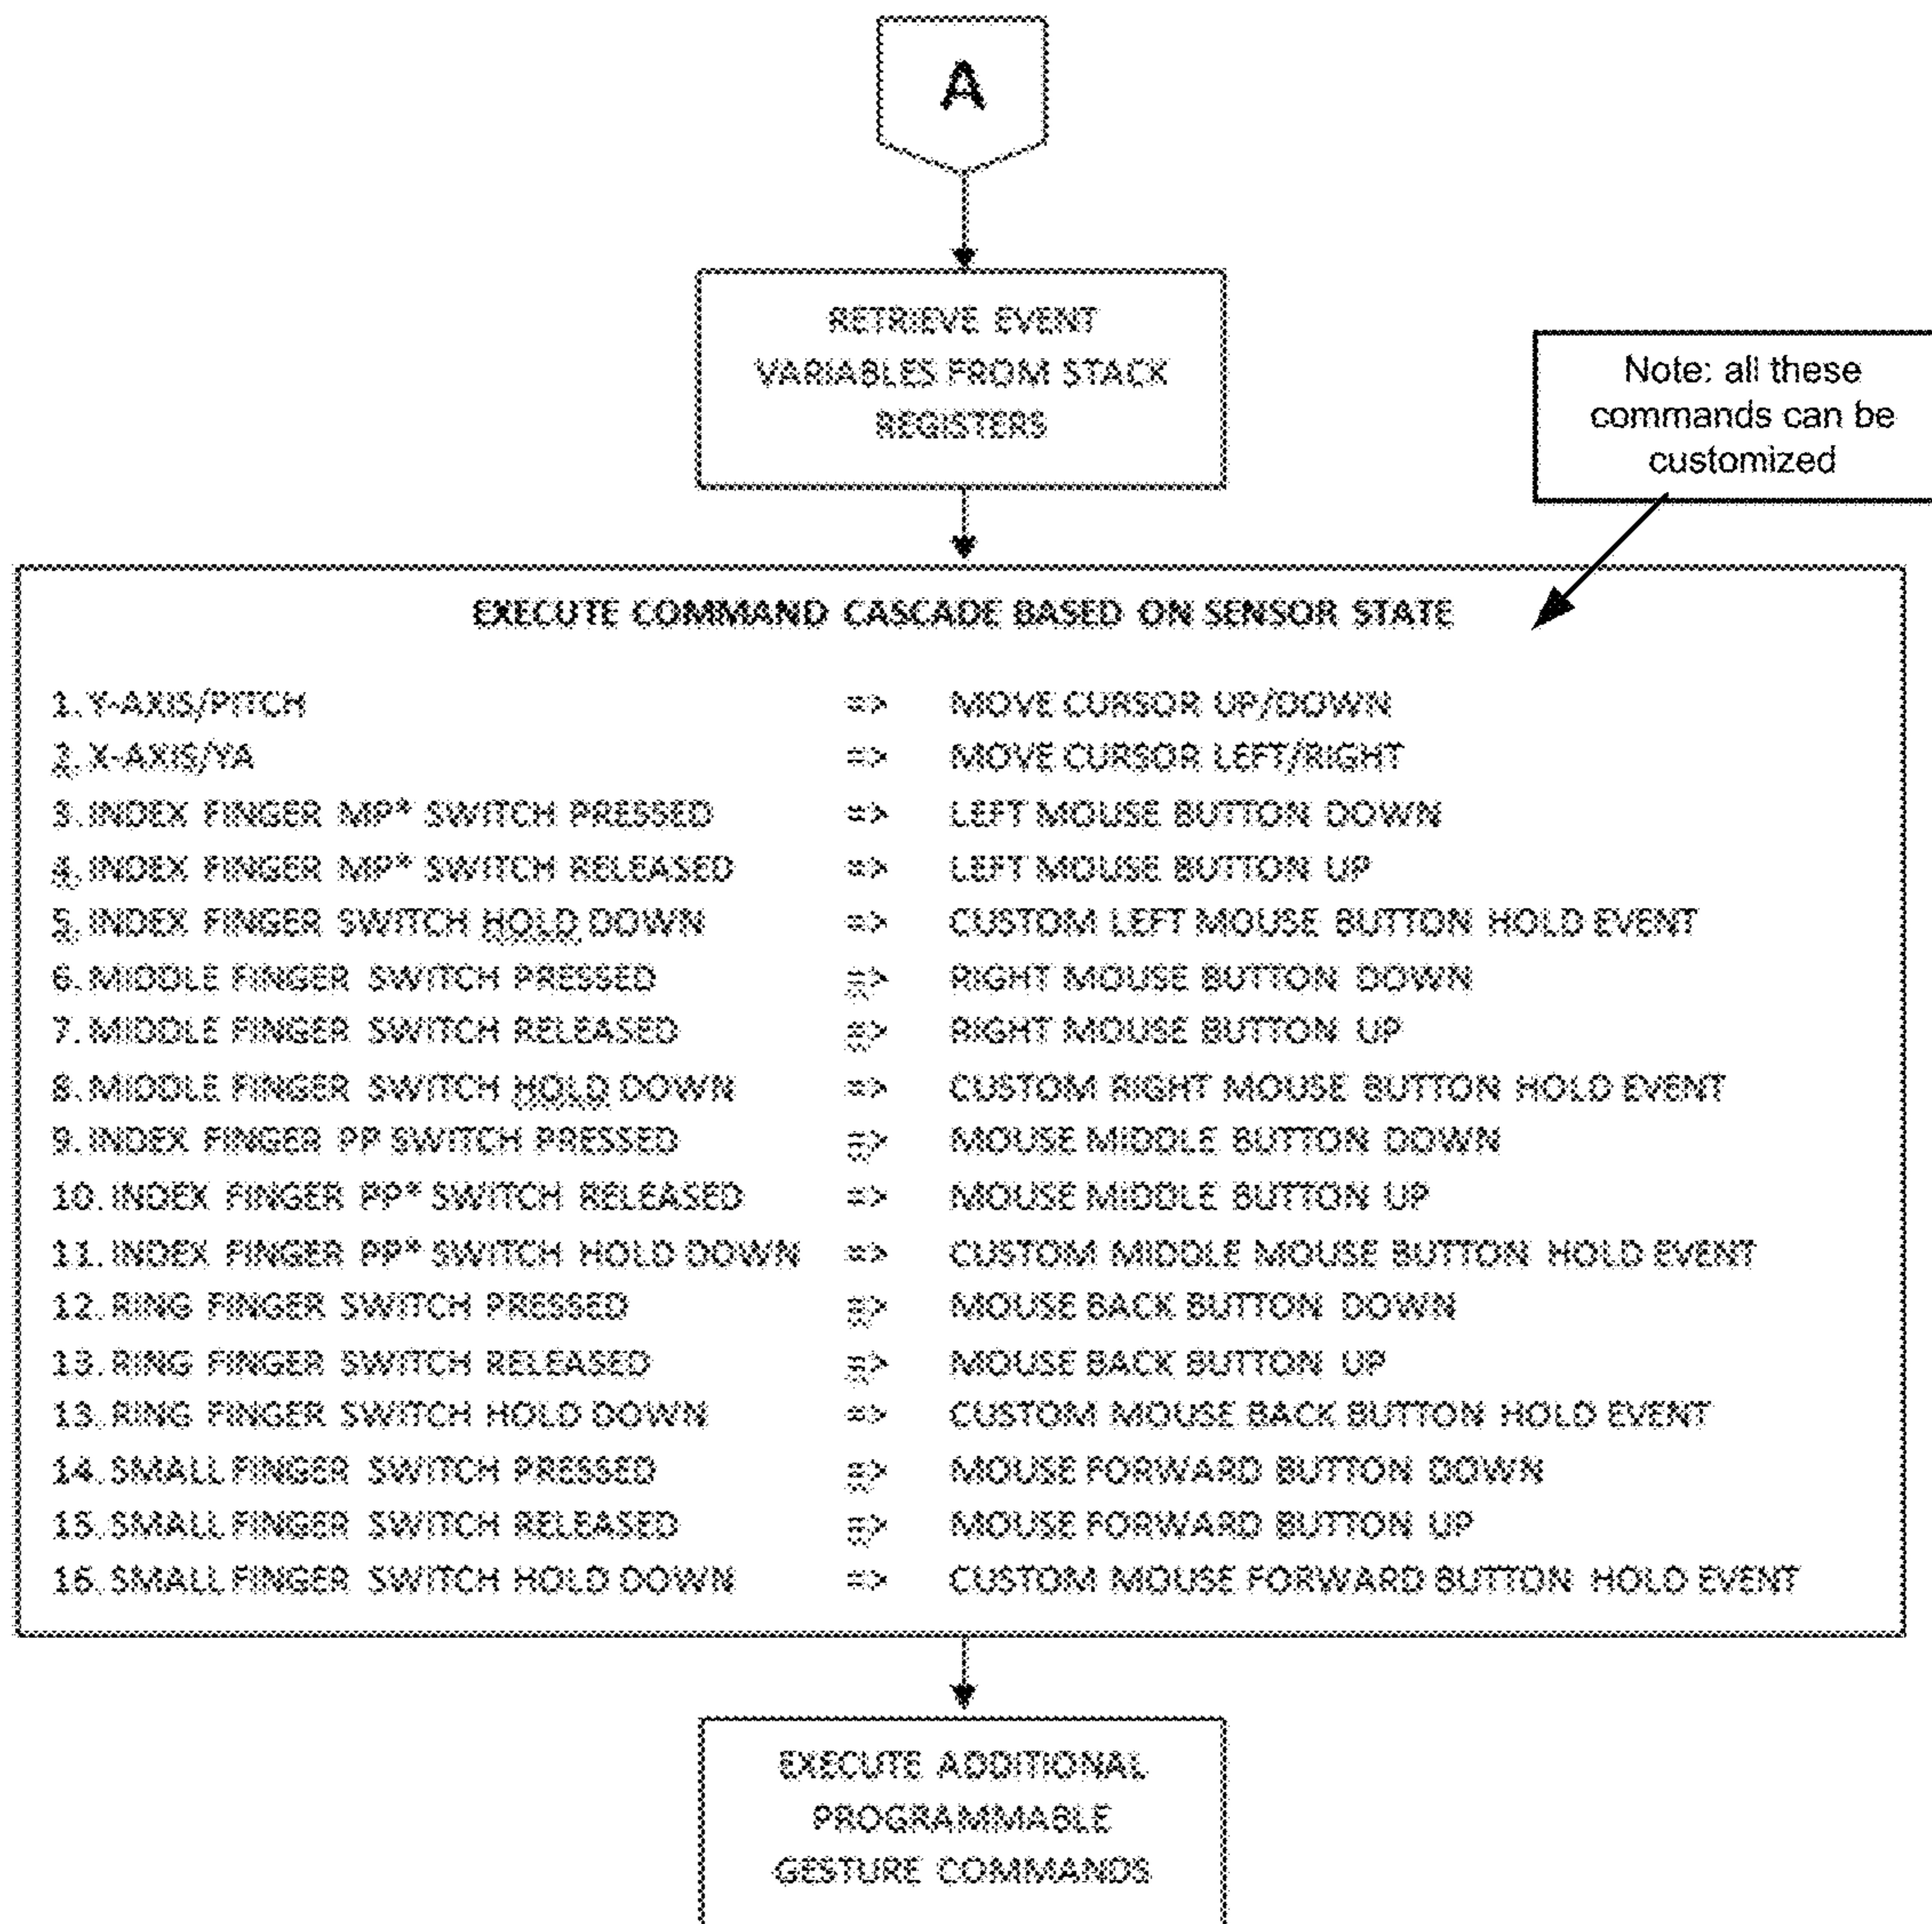 A
RETRIEVE EVENT
VARIABLES FROM STACK
REGISTERS
Note: all these
commands can be
customized
EXECUTE COMMAND CASCADE BASED ON SENSOR STATE
1. Y-AXIS/PITCH => MOVE CURSOR UP/DOWN
2. X-AXIS/YA => MOVE CURSOR LEFT/RIGHT
3. INDEX FINGER MP* SWITCH PRESSED => LEFT MOUSE BUTTON DOWN
4. INDEX FINGER MP* SWITCH RELEASED => LEFT MOUSE BUTTON UP
5. INDEX FINGER SWITCH HOLD DOWN => CUSTOM LEFT MOUSE BUTTON HOLD EVENT
6. MIDDLE FINGER SWITCH PRESSED => RIGHT MOUSE BUTTON DOWN
7. MIDDLE FINGER SWITCH RELEASED => RIGHT MOUSE BUTTON UP
8. MIDDLE FINGER SWITCH HOLD DOWN => CUSTOM RIGHT MOUSE BUTTON HOLD EVENT
9. INDEX FINGER PP SWITCH PRESSED => MOUSE MIDDLE BUTTON DOWN
10. INDEX FINGER PP* SWITCH RELEASED => MOUSE MIDDLE BUTTON UP
11. INDEX FINGER PP* SWITCH HOLD DOWN => CUSTOM MIDDLE MOUSE BUTTON HOLD EVENT
12. RING FINGER SWITCH PRESSED => MOUSE BACK BUTTON DOWN
13. RING FINGER SWITCH RELEASED => MOUSE BACK BUTTON UP
13. RING FINGER SWITCH HOLD DOWN => CUSTOM MOUSE BACK BUTTON HOLD EVENT
14. SMALL FINGER SWITCH PRESSED => MOUSE FORWARD BUTTON DOWN
15. SMALL FINGER SWITCH RELEASED => MOUSE FORWARD BUTTON UP
16. SMALL FINGER SWITCH HOLD DOWN => CUSTOM MOUSE FORWARD BUTTON HOLD EVENT
EXECUTE ADDITIONAL
PROGRAMMABLE
GESTURE COMMANDS